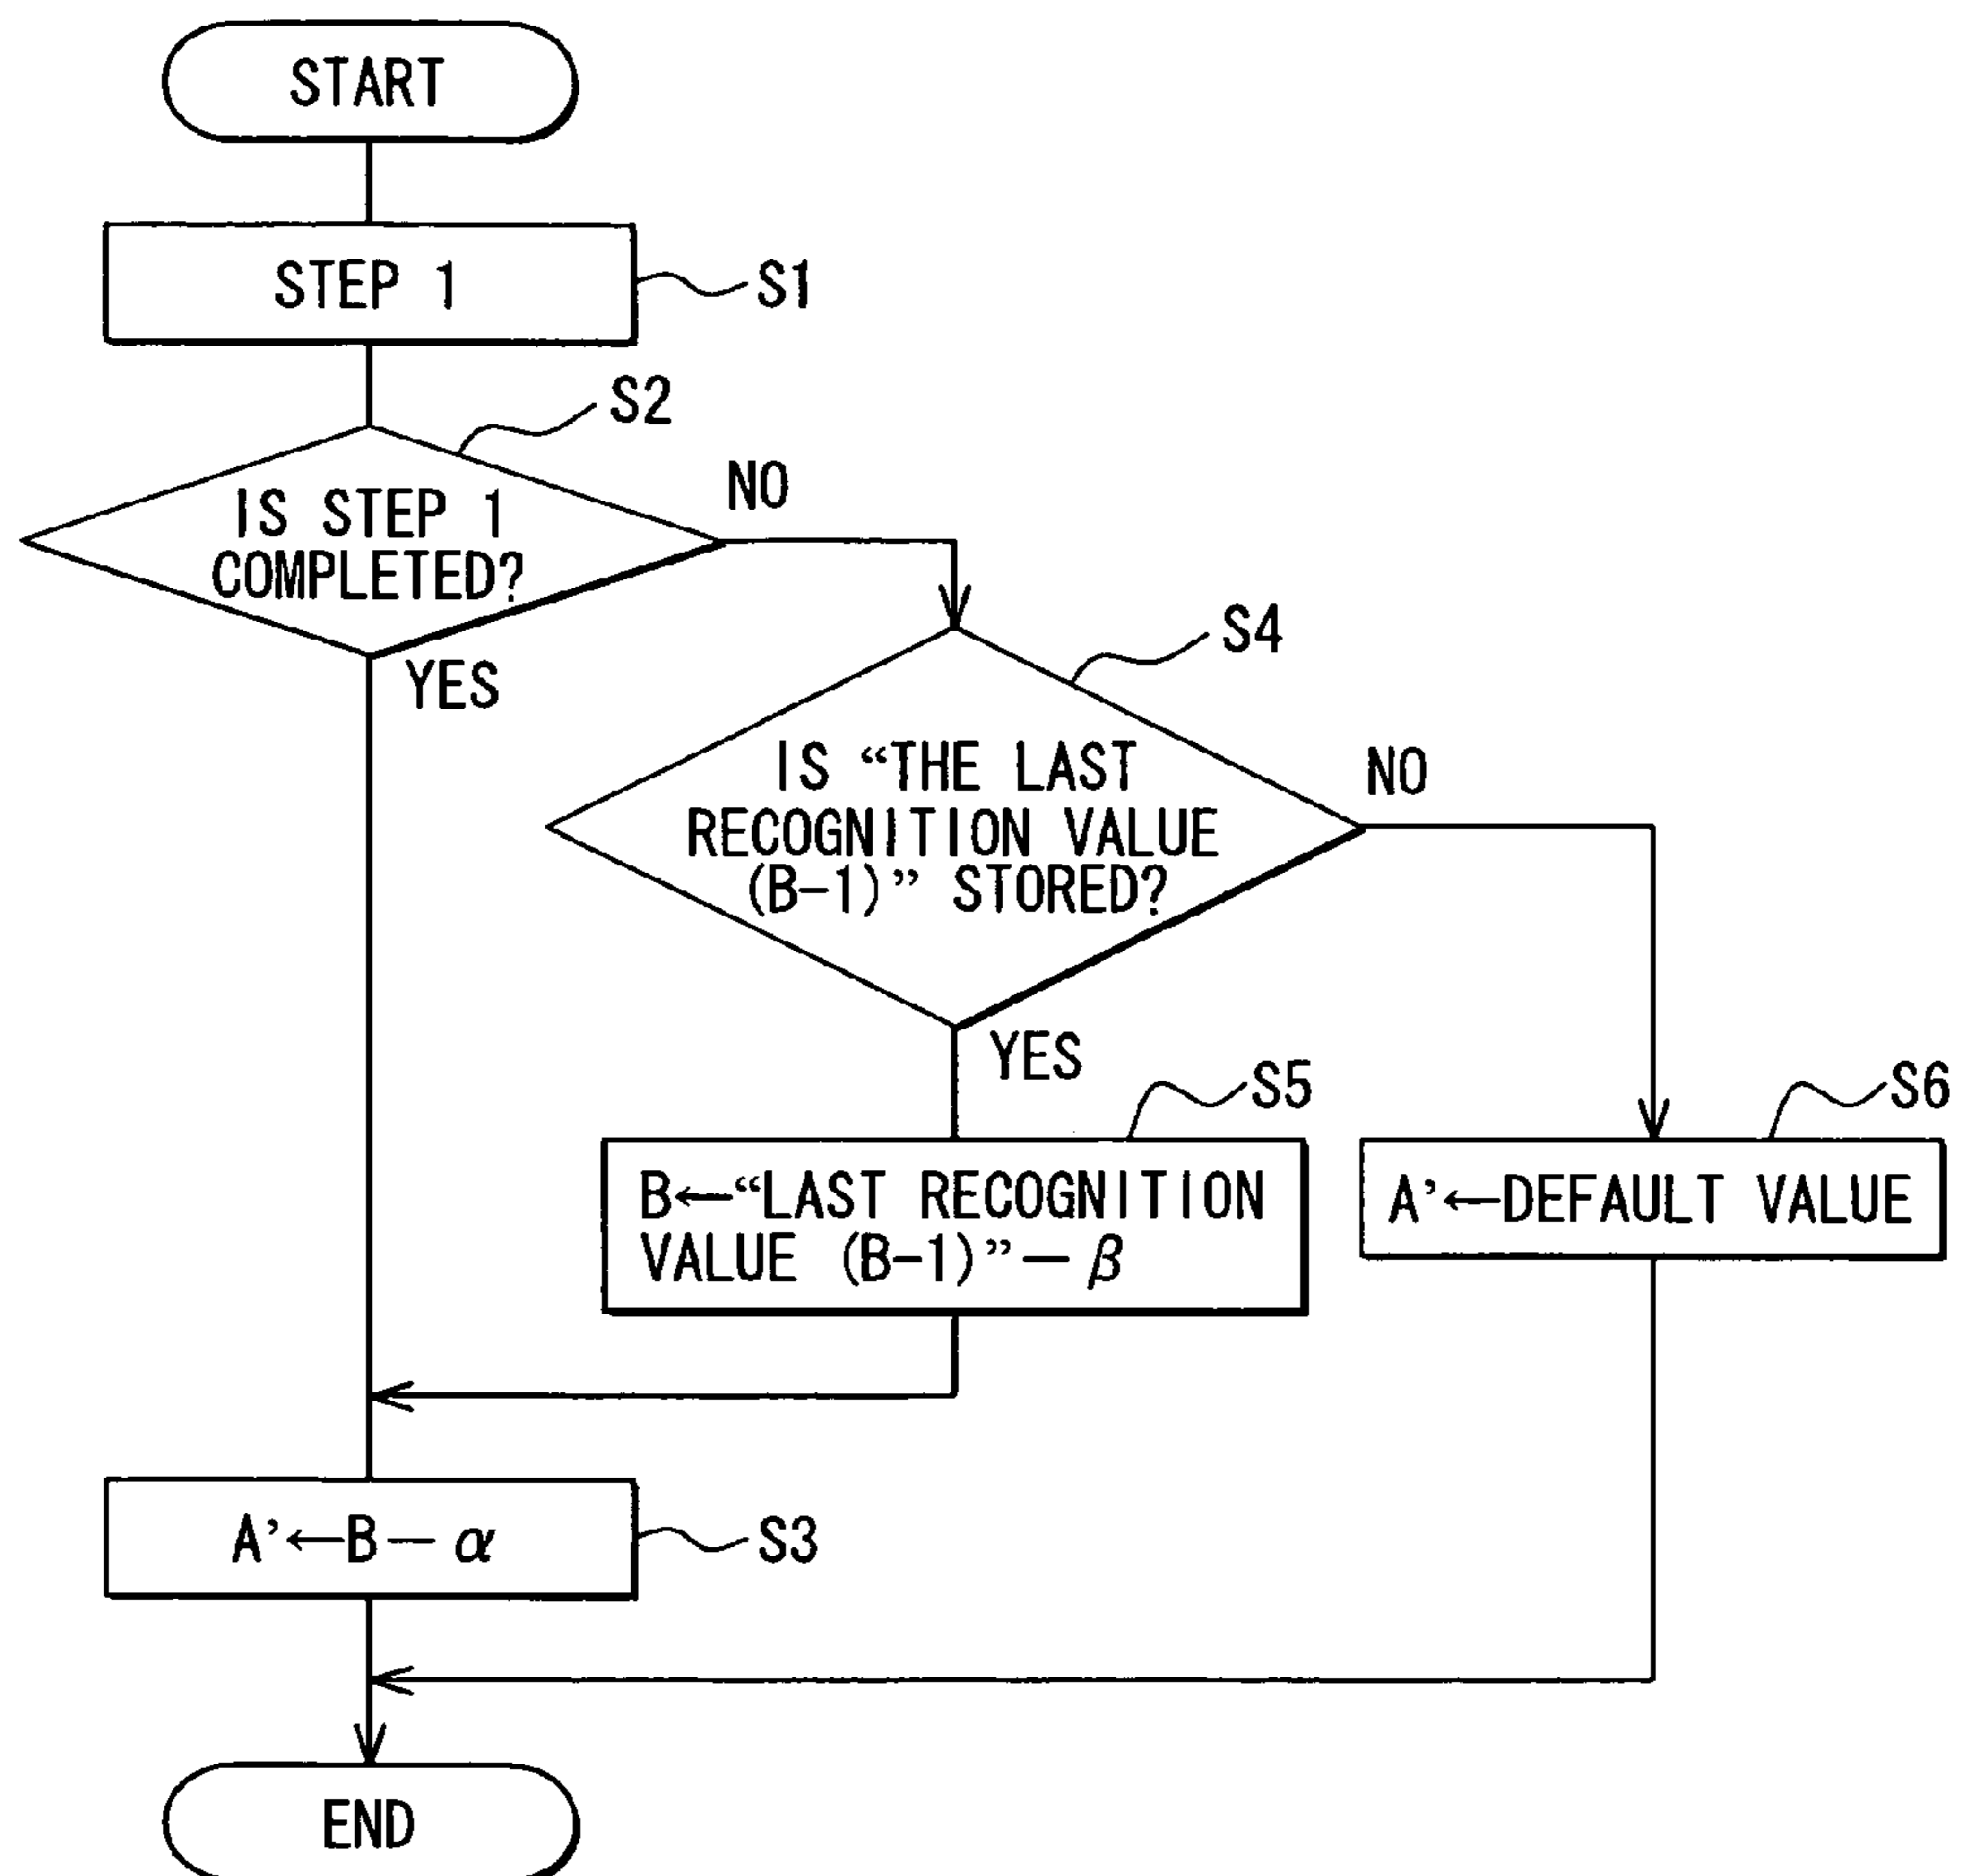 START
STEP 1
S1
S2
IS STEP 1
COMPLETED?
NO
YES
S4
IS “THE LAST
RECOGNITION VALUE
(B-1)” STORED?
NO
YES
S5
B←“LAST RECOGNITION
VALUE (B-1)”— β
S6
A'←DEFAULT VALUE
A'←B— α
S3
END